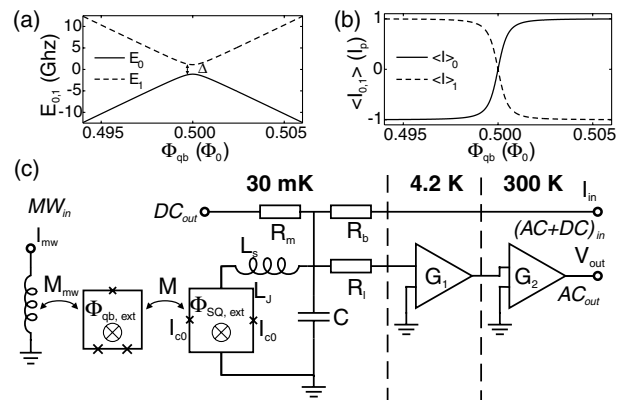 (a)
12
10
5
0
-5
-10
E0,1 (Ghz)
E0
E1
Δ
0.495
0.500
0.505
Φqb (Φ0)
(b)
1
0
-1
<I0,1> (Ip)
<I>0
<I>1
0.495
0.500
0.505
Φqb (Φ0)
(c)
30 mK
4.2 K
300 K
MWin
DCout
Iin
Imw
Rm
Rb
(AC+DC)in
Ls
Vout
Mmw
M
LJ
Rl
G1
G2
ACout
Φqb, ext
ΦSQ, ext
Ic0
Ic0
C